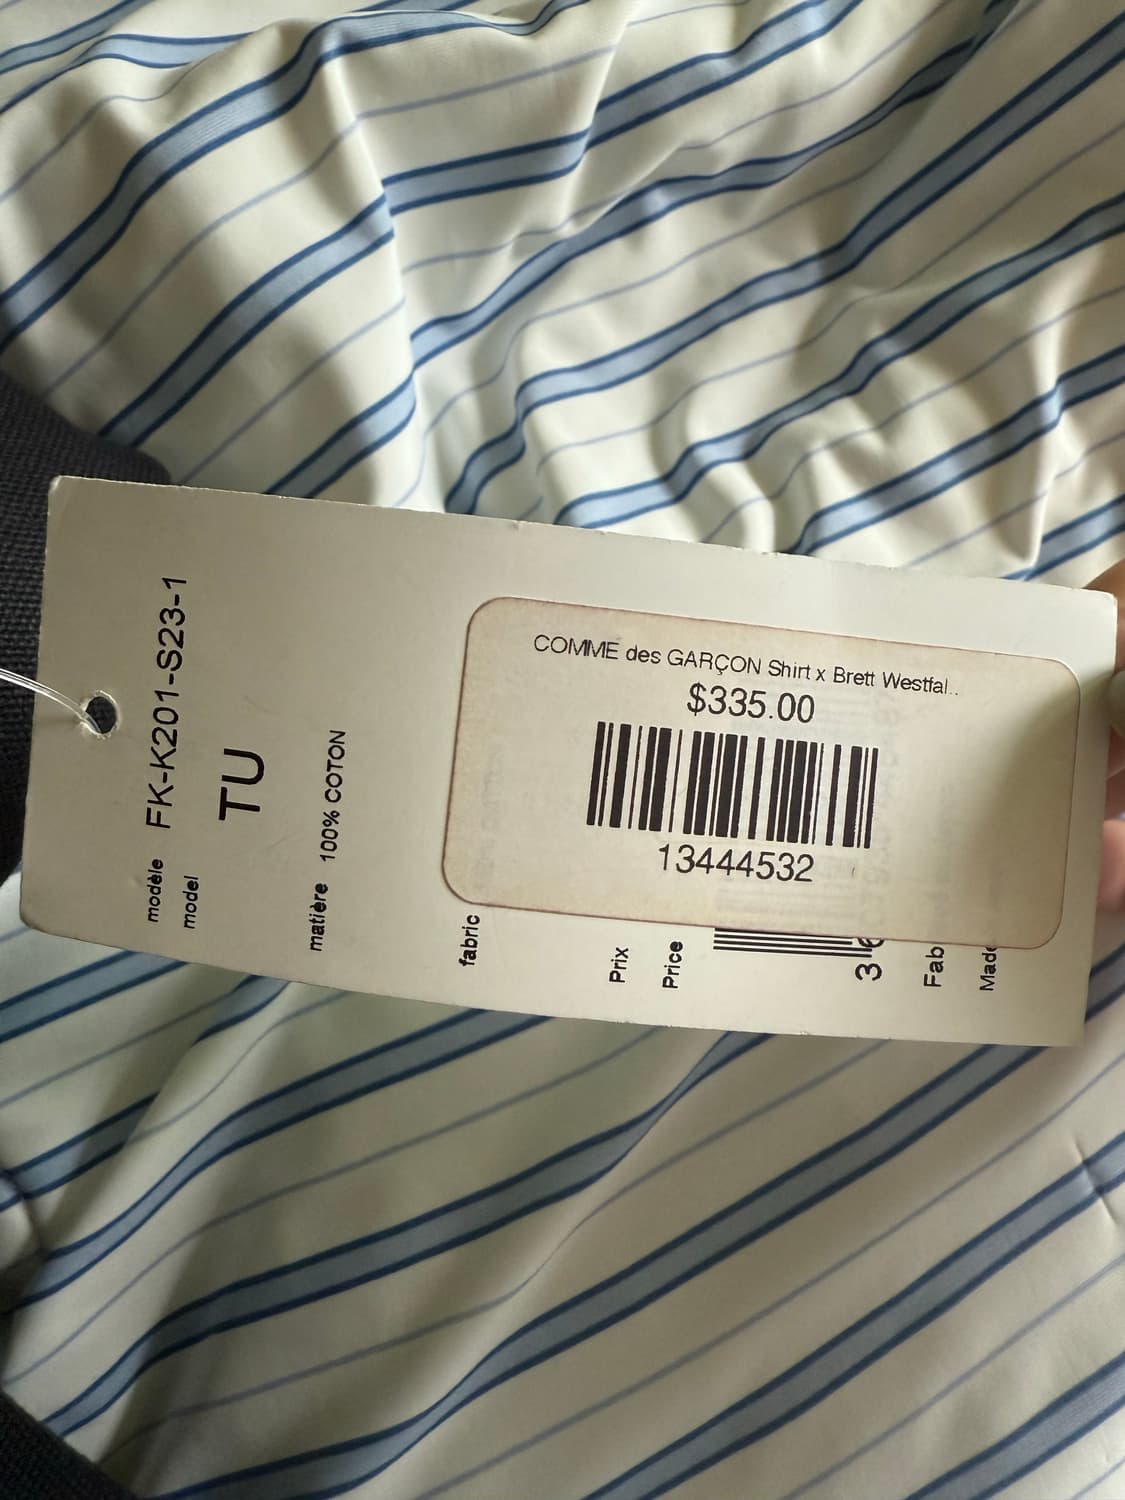 modèle FK-K201-S23-1
model
TU
matière 100% COTON
fabric
Prix
Price
COMME des GARÇON Shirt x Brett Westfal..
$335.00
13444532
3
Fab
Made